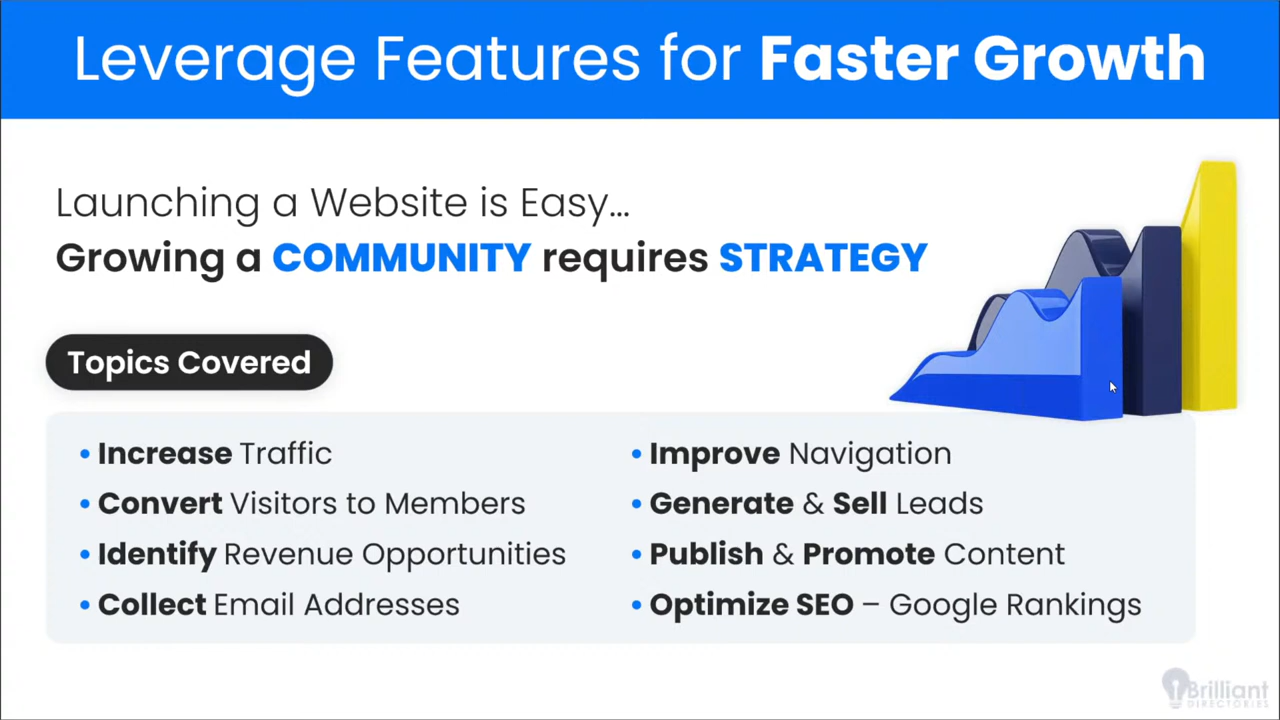 Leverage Features for Faster Growth
Launching a Website is Easy...
Growing a COMMUNITY requires STRATEGY
Topics Covered
• Increase Traffic
• Convert Visitors to Members
• Identify Revenue Opportunities
• Collect Email Addresses
• Improve Navigation
• Generate & Sell Leads
• Publish & Promote Content
• Optimize SEO – Google Rankings
Brilliant
DIRECTORIES